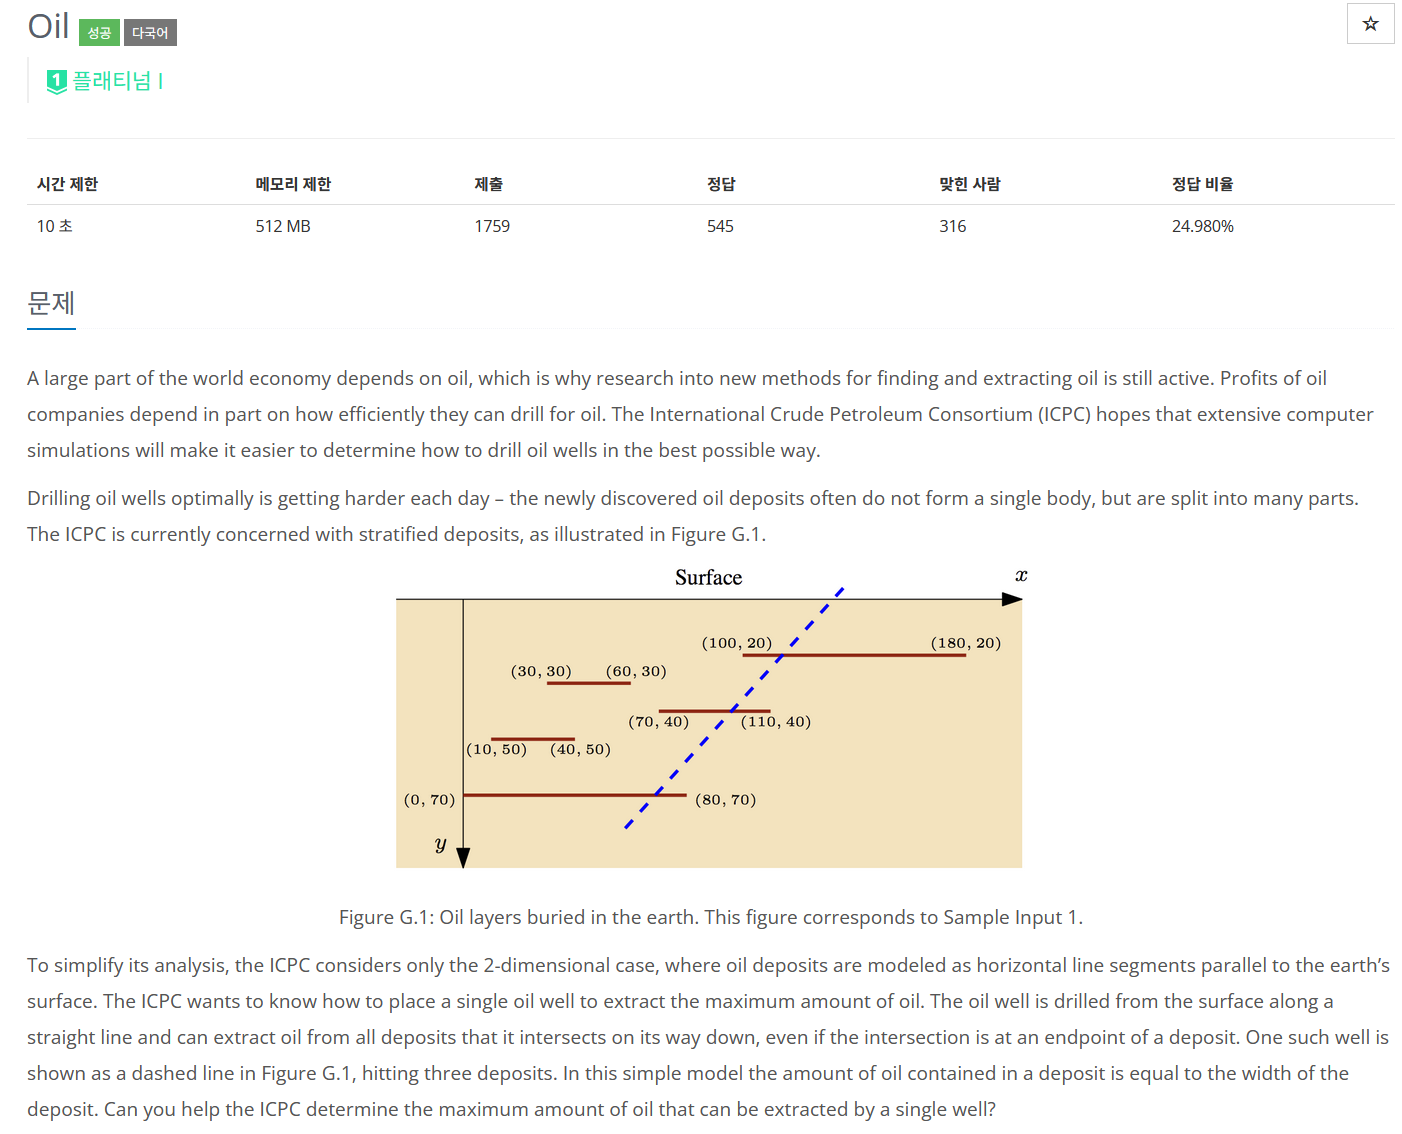 Oil 성공 다국어
☆
1 플래티넘 I
시간 제한 메모리 제한 제출 정답 맞힌 사람 정답 비율
10 초 512 MB 1759 545 316 24.980%
문제
A large part of the world economy depends on oil, which is why research into new methods for finding and extracting oil is still active. Profits of oil
companies depend in part on how efficiently they can drill for oil. The International Crude Petroleum Consortium (ICPC) hopes that extensive computer
simulations will make it easier to determine how to drill oil wells in the best possible way.
Drilling oil wells optimally is getting harder each day – the newly discovered oil deposits often do not form a single body, but are split into many parts.
The ICPC is currently concerned with stratified deposits, as illustrated in Figure G.1.
Surface x
(100, 20) (180, 20)
(30, 30) (60, 30)
(70, 40) (110, 40)
(10, 50) (40, 50)
(0, 70) (80, 70)
y
Figure G.1: Oil layers buried in the earth. This figure corresponds to Sample Input 1.
To simplify its analysis, the ICPC considers only the 2-dimensional case, where oil deposits are modeled as horizontal line segments parallel to the earth’s
surface. The ICPC wants to know how to place a single oil well to extract the maximum amount of oil. The oil well is drilled from the surface along a
straight line and can extract oil from all deposits that it intersects on its way down, even if the intersection is at an endpoint of a deposit. One such well is
shown as a dashed line in Figure G.1, hitting three deposits. In this simple model the amount of oil contained in a deposit is equal to the width of the
deposit. Can you help the ICPC determine the maximum amount of oil that can be extracted by a single well?